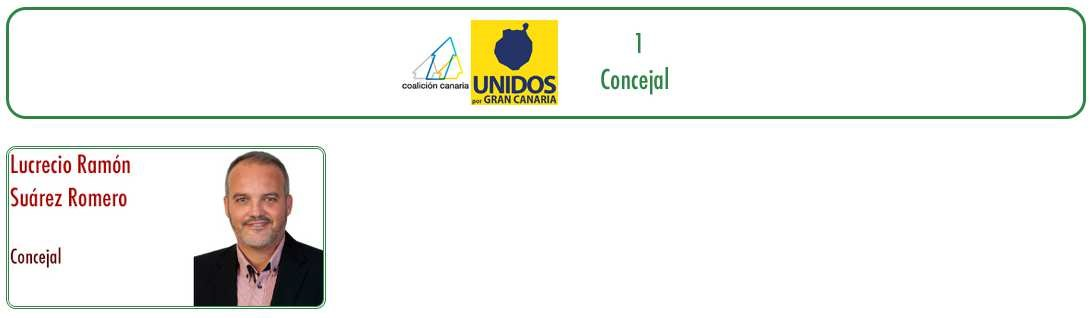 coalición canaria
UNIDOS
por GRAN CANARIA
1
Concejal
Lucrecio Ramón
Suárez Romero
Concejal